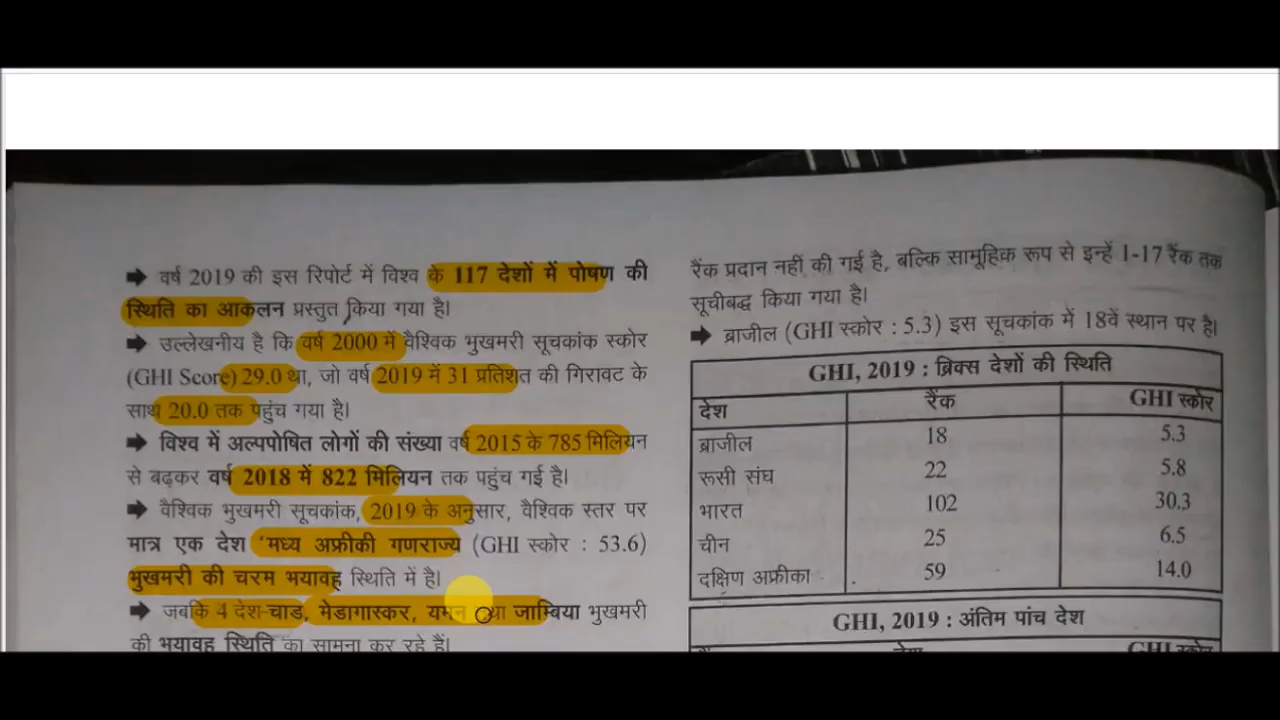 ➡ वर्ष 2019 की इस रिपोर्ट में विश्व के 117 देशों में पोषण की
स्थिति का आकलन प्रस्तुत किया गया है।
➡ उल्लेखनीय है कि वर्ष 2000 में वैश्विक भुखमरी सूचकांक स्कोर
(GHI Score) 29.0 था, जो वर्ष 2019 में 31 प्रतिशत की गिरावट के
साथ 20.0 तक पहुंच गया है।
➡ विश्व में अल्पपोषित लोगों की संख्या वर्ष 2015 के 785 मिलियन
से बढ़कर वर्ष 2018 में 822 मिलियन तक पहुंच गई है।
➡ वैश्विक भुखमरी सूचकांक, 2019 के अनुसार, वैश्विक स्तर पर
मात्र एक देश 'मध्य अफ्रीकी गणराज्य (GHI स्कोर : 53.6)
भुखमरी की चरम भयावह स्थिति में है।
➡ जबकि 4 देश-चाड, मेडागास्कर, यमन तथा जाम्बिया भुखमरी
की भयावह स्थिति का सामना कर रहे हैं।
रैंक प्रदान नहीं की गई है, बल्कि सामूहिक रूप से इन्हें 1-17 रैंक तक
सूचीबद्ध किया गया है।
➡ ब्राजील (GHI स्कोर : 5.3) इस सूचकांक में 18वें स्थान पर है।
GHI, 2019 : ब्रिक्स देशों की स्थिति
देश रैंक GHI स्कोर
ब्राजील 18 5.3
रूसी संघ 22 5.8
भारत 102 30.3
चीन 25 6.5
दक्षिण अफ्रीका 59 14.0
GHI, 2019 : अंतिम पांच देश
GHI स्कोर